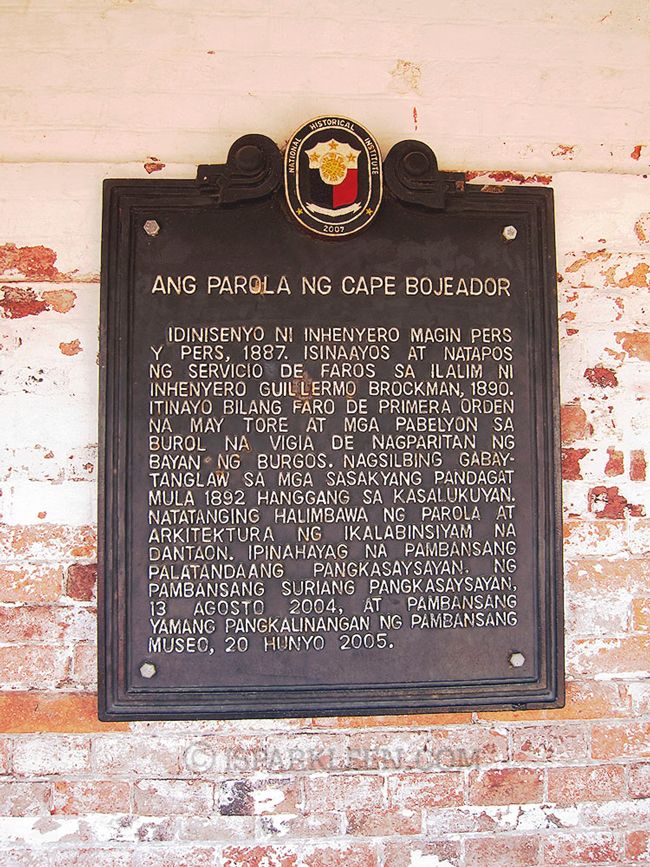 NATIONAL HISTORICAL INSTITUTE
2007
ANG PAROLA NG CAPE BOJEADOR
IDINISENYO NI INHENYERO MAGIN PERS
Y PERS, 1887. ISINAAYOS AT NATAPOS
NG SERVICIO DE FAROS SA ILALIM NI
INHENYERO GUILLERMO BROCKMAN, 1890.
ITINAYO BILANG FARO DE PRIMERA ORDEN
NA MAY TORE AT MGA PABELYON SA
BUROL NA VIGIA DE NAGPARITAN NG
BAYAN NG BURGOS. NAGSILBING GABAY-
TANGLAW SA MGA SASAKYANG PANDAGAT
MULA 1892 HANGGANG SA KASALUKUYAN.
NATATANGING HALIMBAWA NG PAROLA AT
ARKITEKTURA NG IKALABINSIYAM NA
DANTAON. IPINAHAYAG NA PAMBANSANG
PALATANDAANG PANGKASAYSAYAN. NG
PAMBANSANG SURIANG PANGKASAYSAYAN,
13 AGOSTO 2004, AT PAMBANSANG
YAMANG PANGKALINANGAN NG PAMBANSANG
MUSEO, 20 HUNYO 2005.
© ISPARKLEEN.COM